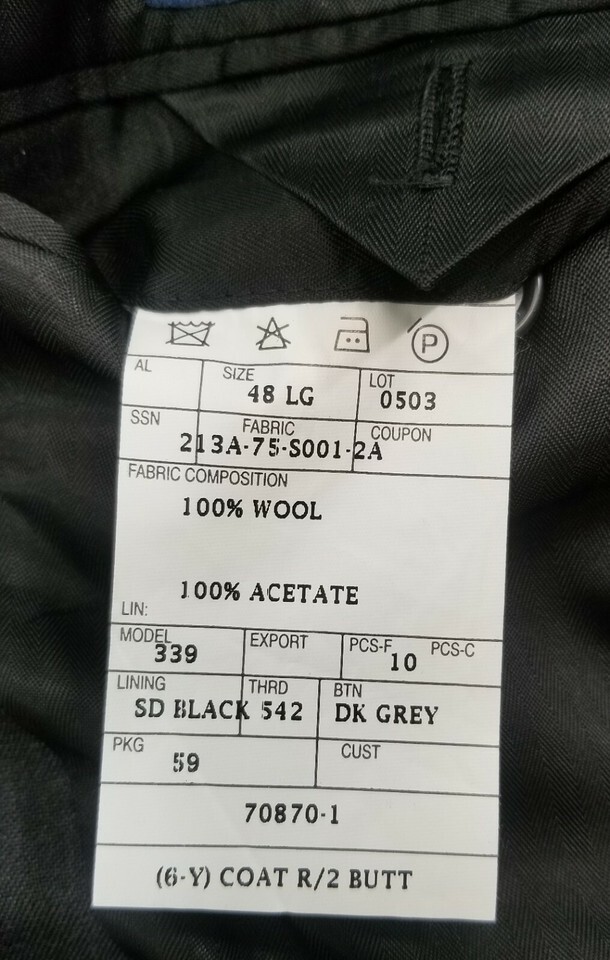 P
AL SIZE LOT
48 LG 0503
SSN FABRIC COUPON
213A-75-S001-2A
FABRIC COMPOSITION
100% WOOL
100% ACETATE
LIN:
MODEL EXPORT PCS-F PCS-C
339 10
LINING THRD BTN
SD BLACK 542 DK GREY
PKG CUST
59
70870-1
(6-Y) COAT R/2 BUTT